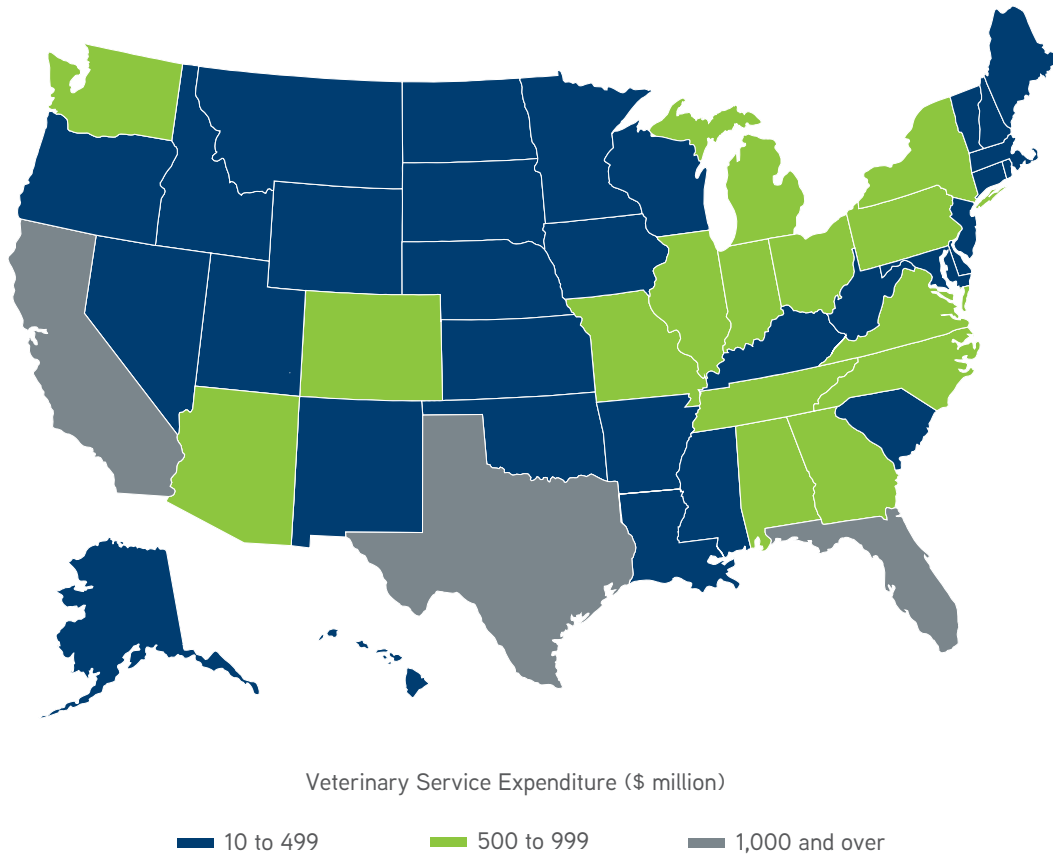 Veterinary Service Expenditure ($ million)
10 to 499 500 to 999 1,000 and over